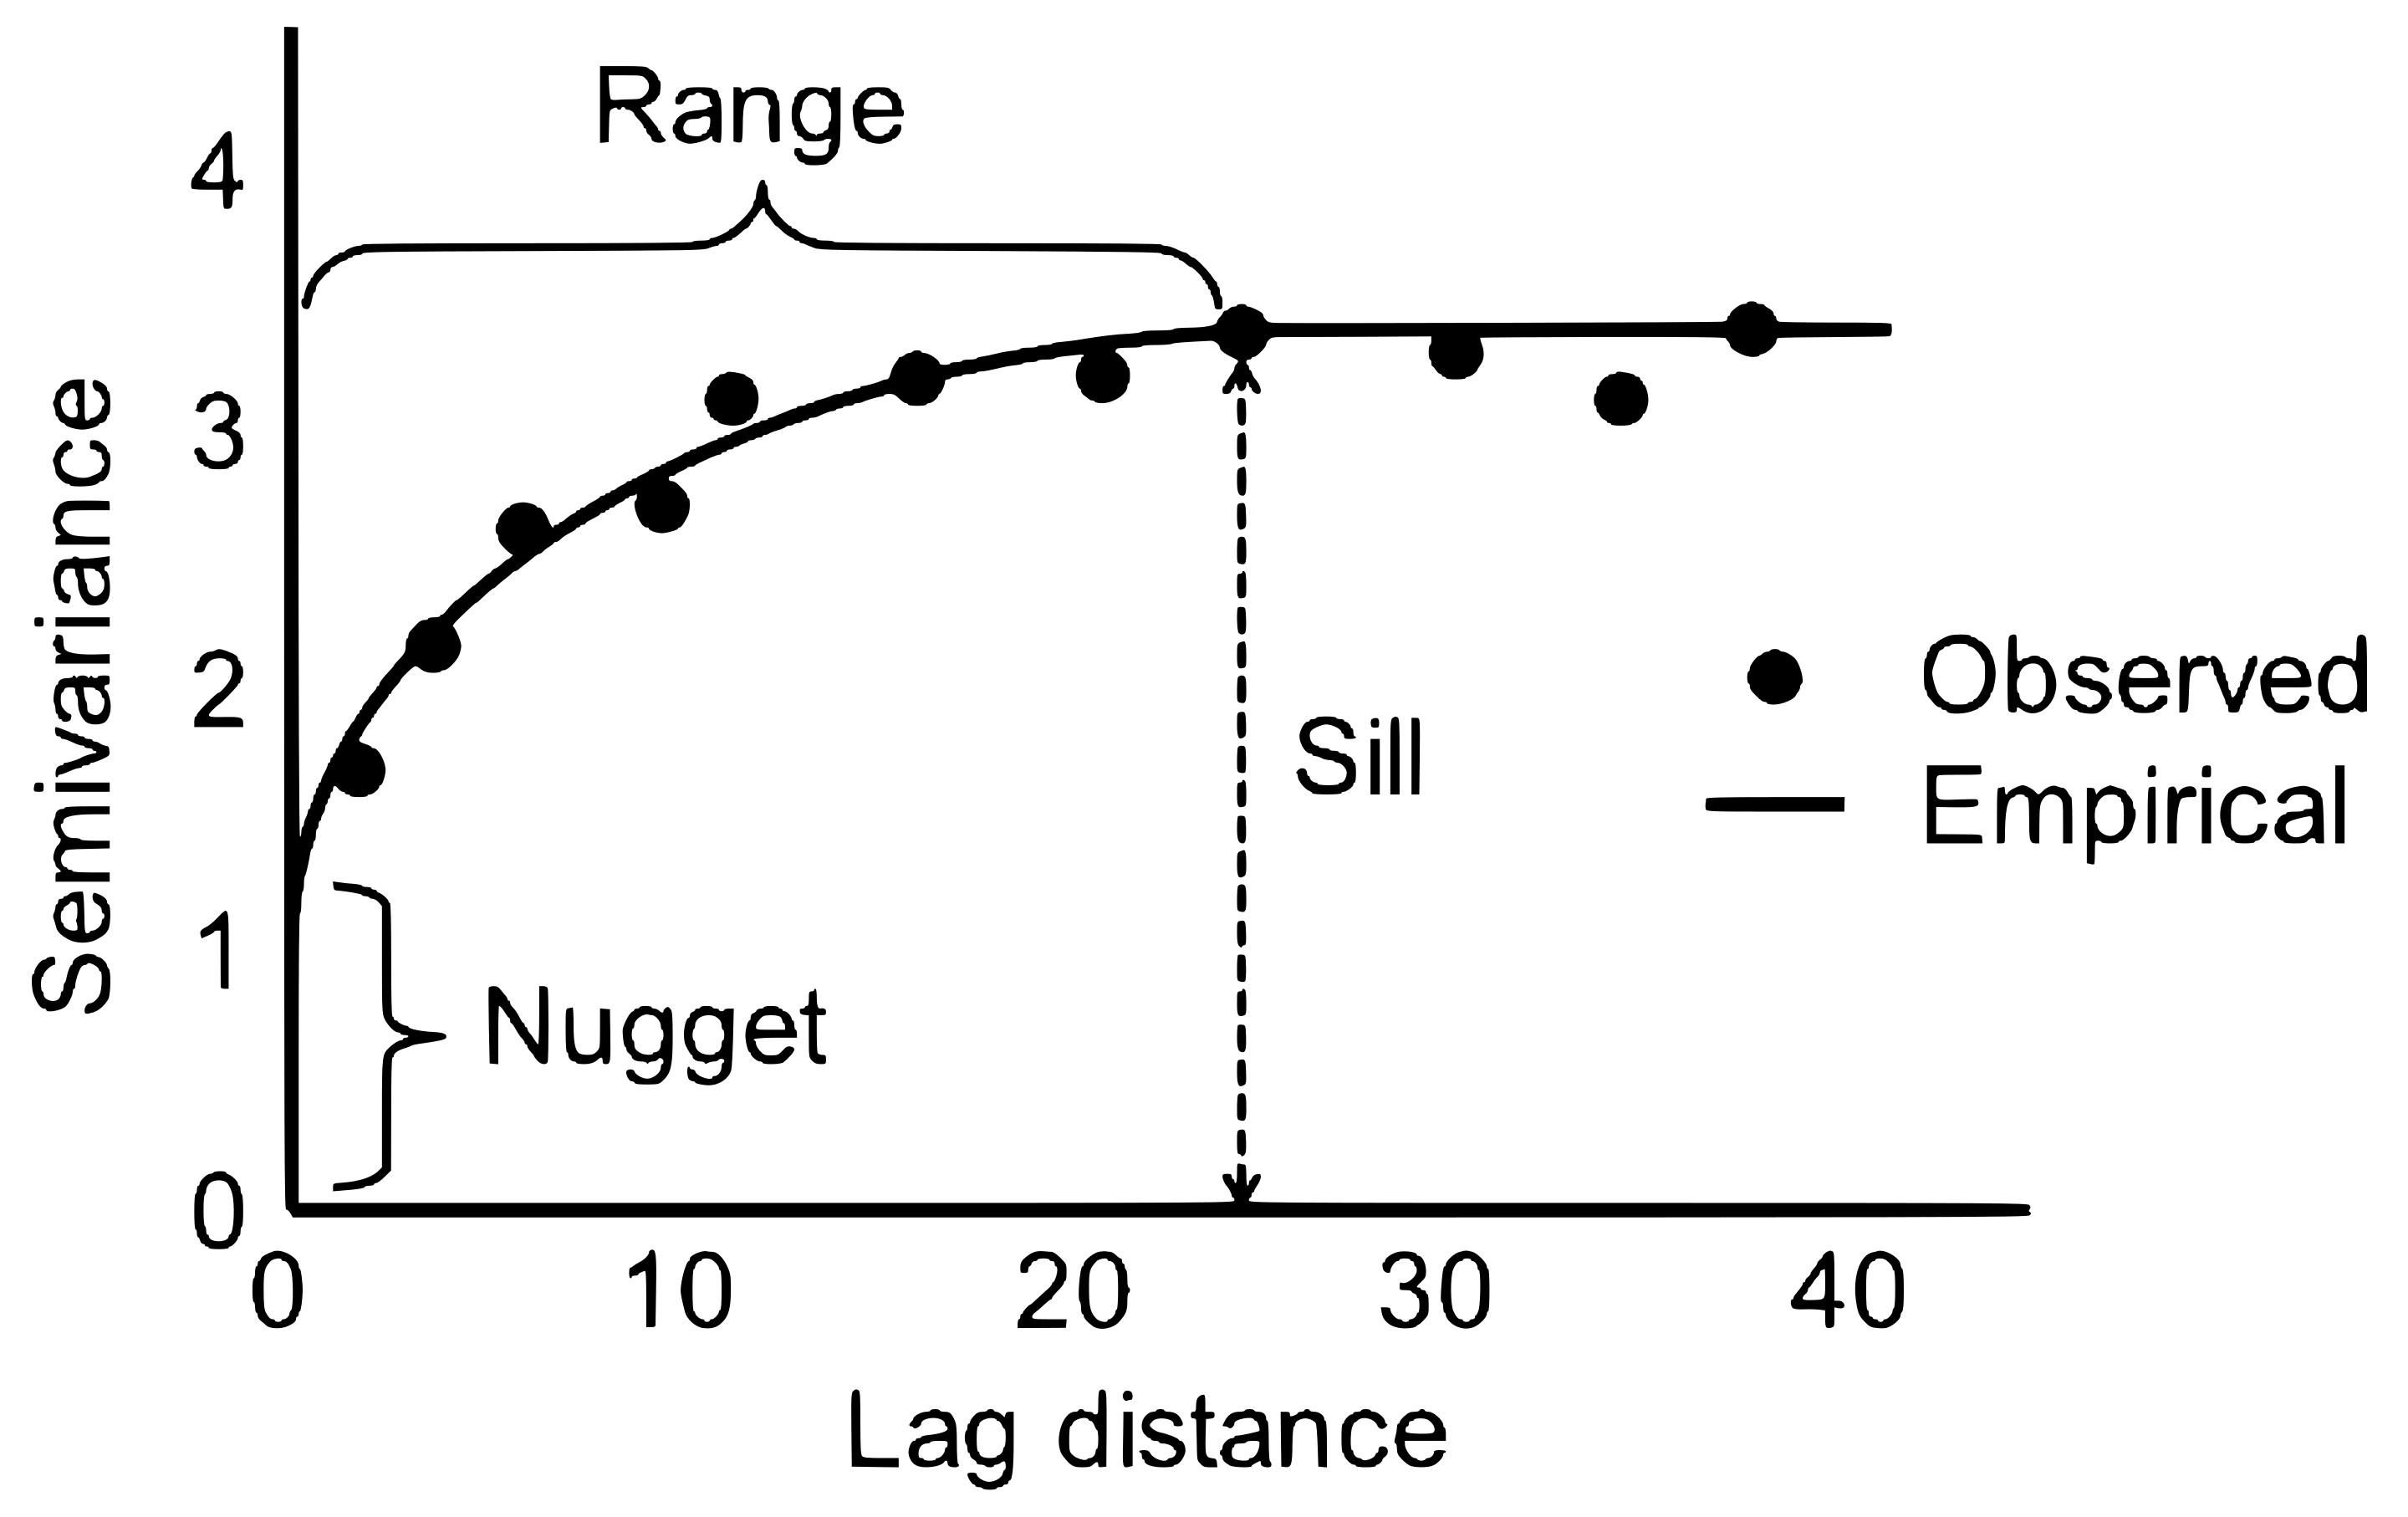 Range
4
3
2
1
0
Semivariance
Nugget
Sill
Observed
Empirical
0 10 20 30 40
Lag distance